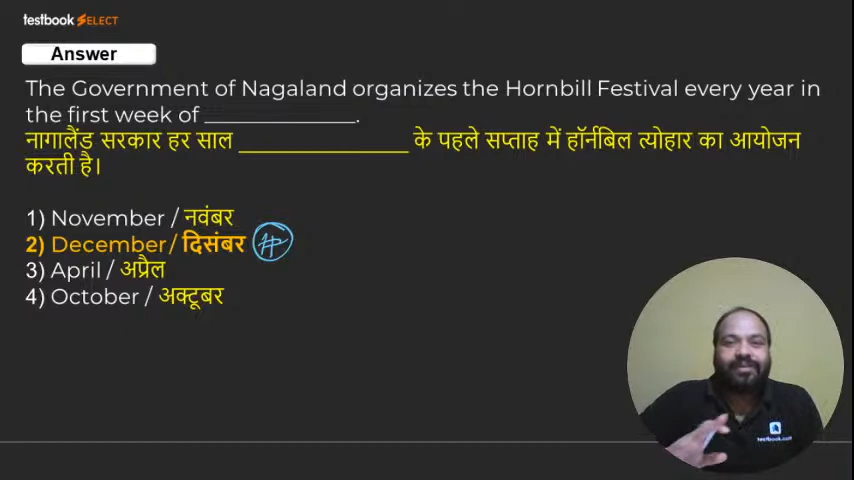 testbook SELECT
Answer
The Government of Nagaland organizes the Hornbill Festival every year in
the first week of ______________.
नागालैंड सरकार हर साल ________________ के पहले सप्ताह में हॉर्नबिल त्योहार का आयोजन
करती है।
1) November / नवंबर
2) December / दिसंबर
3) April / अप्रैल
4) October / अक्टूबर
testbook.com